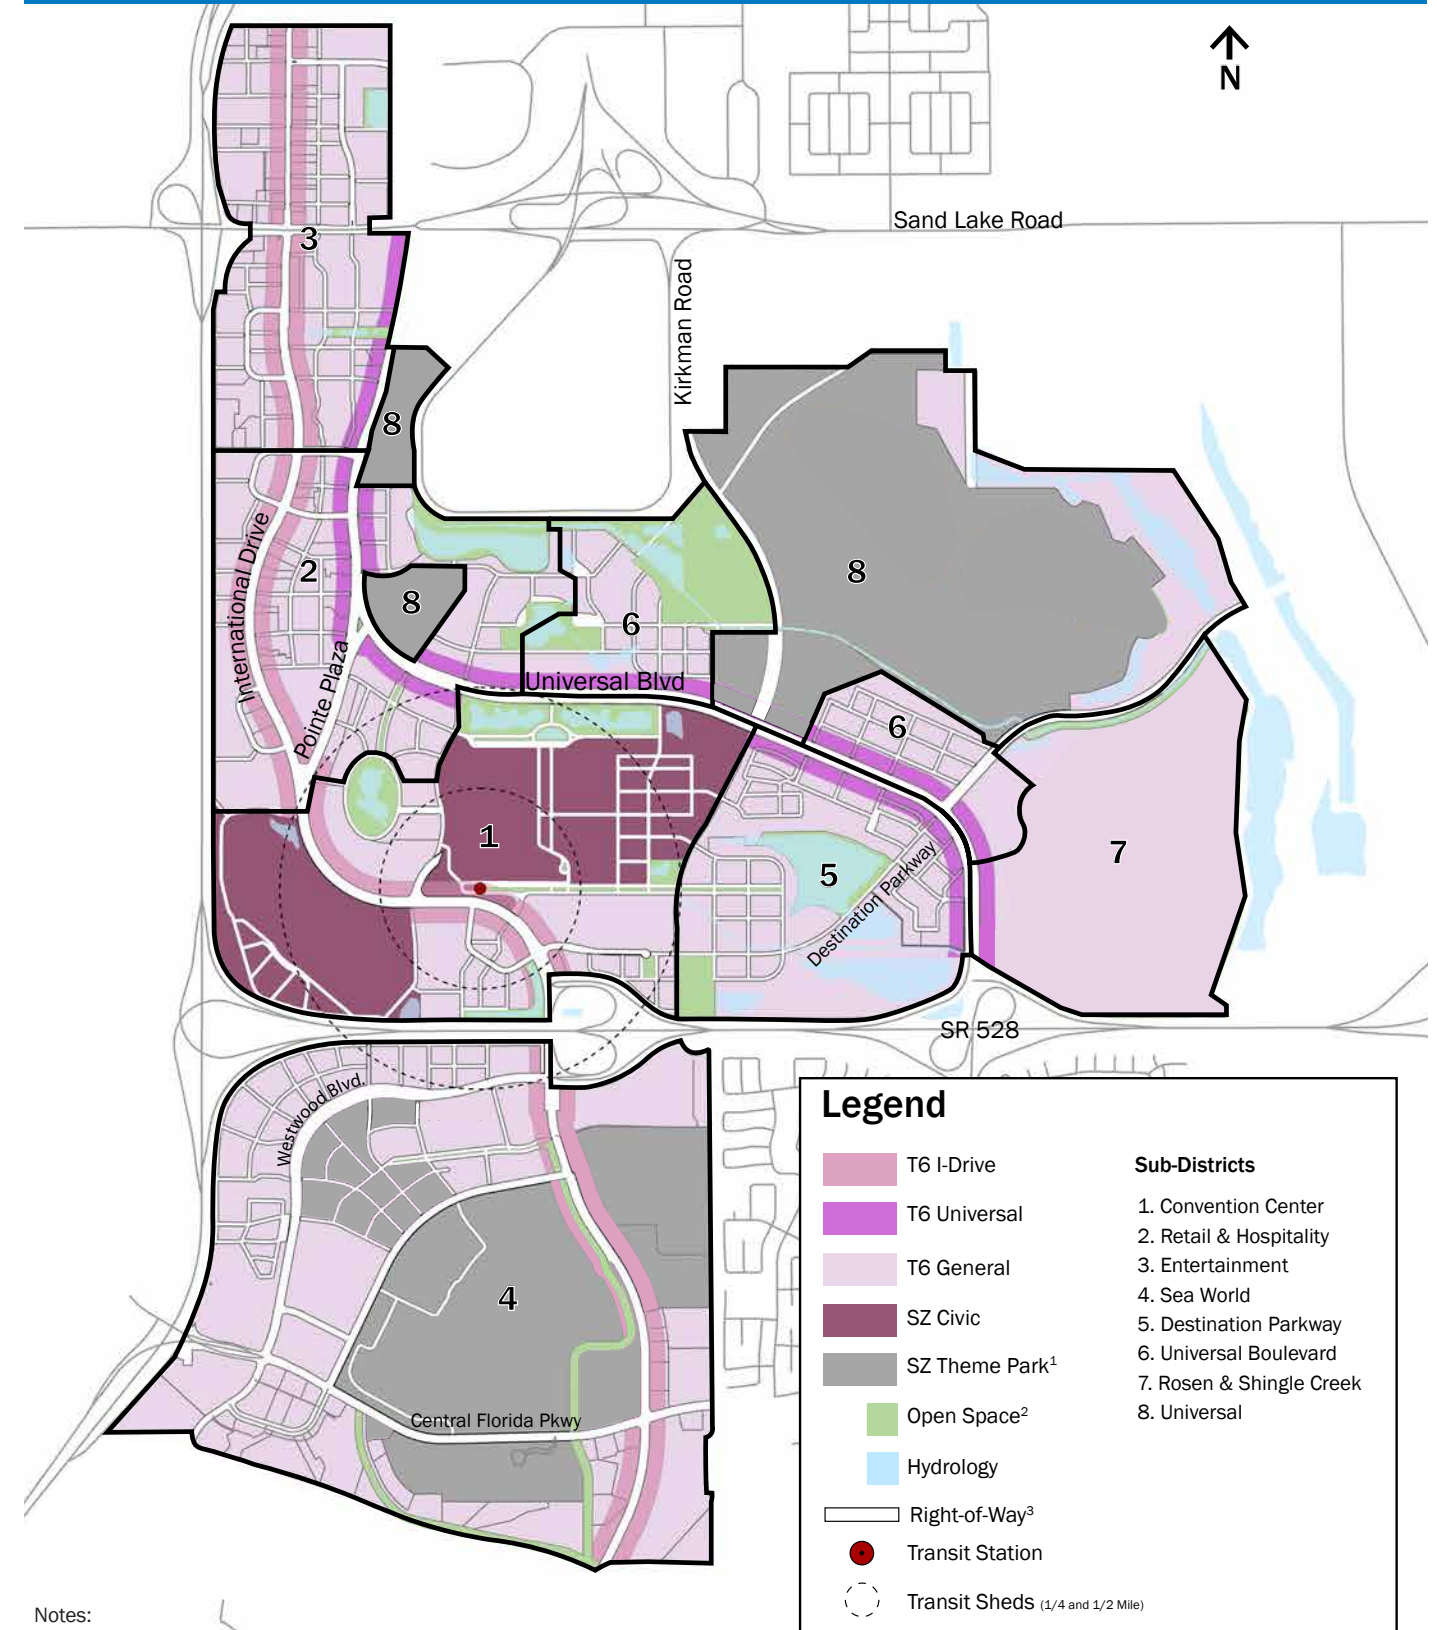 N
Sand Lake Road
3
Kirkman Road
8
International Drive
2
8
8
6
Pointe Plaza
Universal Blvd
6
1
5
7
Destination Parkway
SR 528
Westwood Blvd.
4
Central Florida Pkwy
Legend
T6 I-Drive
T6 Universal
T6 General
SZ Civic
SZ Theme Park¹
Open Space²
Hydrology
Right-of-Way³
Transit Station
Transit Sheds (1/4 and 1/2 Mile)
Sub-Districts
1. Convention Center
2. Retail & Hospitality
3. Entertainment
4. Sea World
5. Destination Parkway
6. Universal Boulevard
7. Rosen & Shingle Creek
8. Universal
Notes: